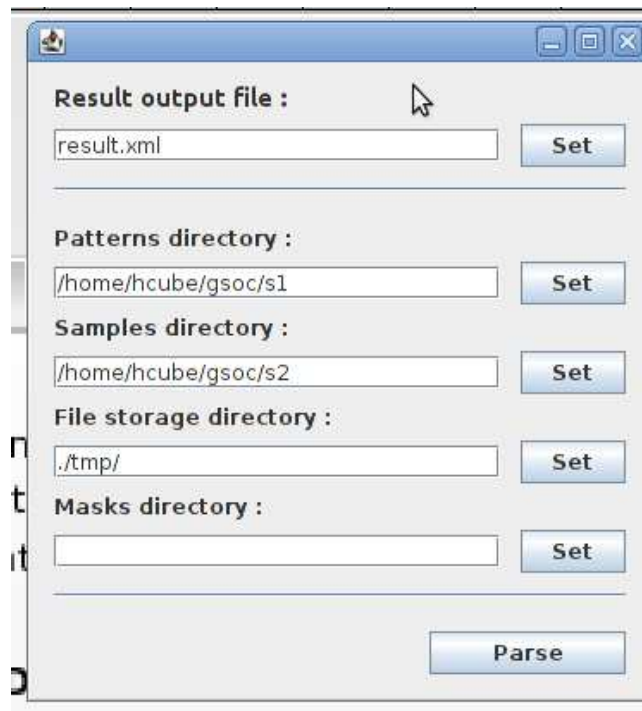 Result output file :
result.xml
Set
Patterns directory :
/home/hcube/gsoc/s1
Set
Samples directory :
/home/hcube/gsoc/s2
Set
File storage directory :
./tmp/
Set
Masks directory :
Set
Parse